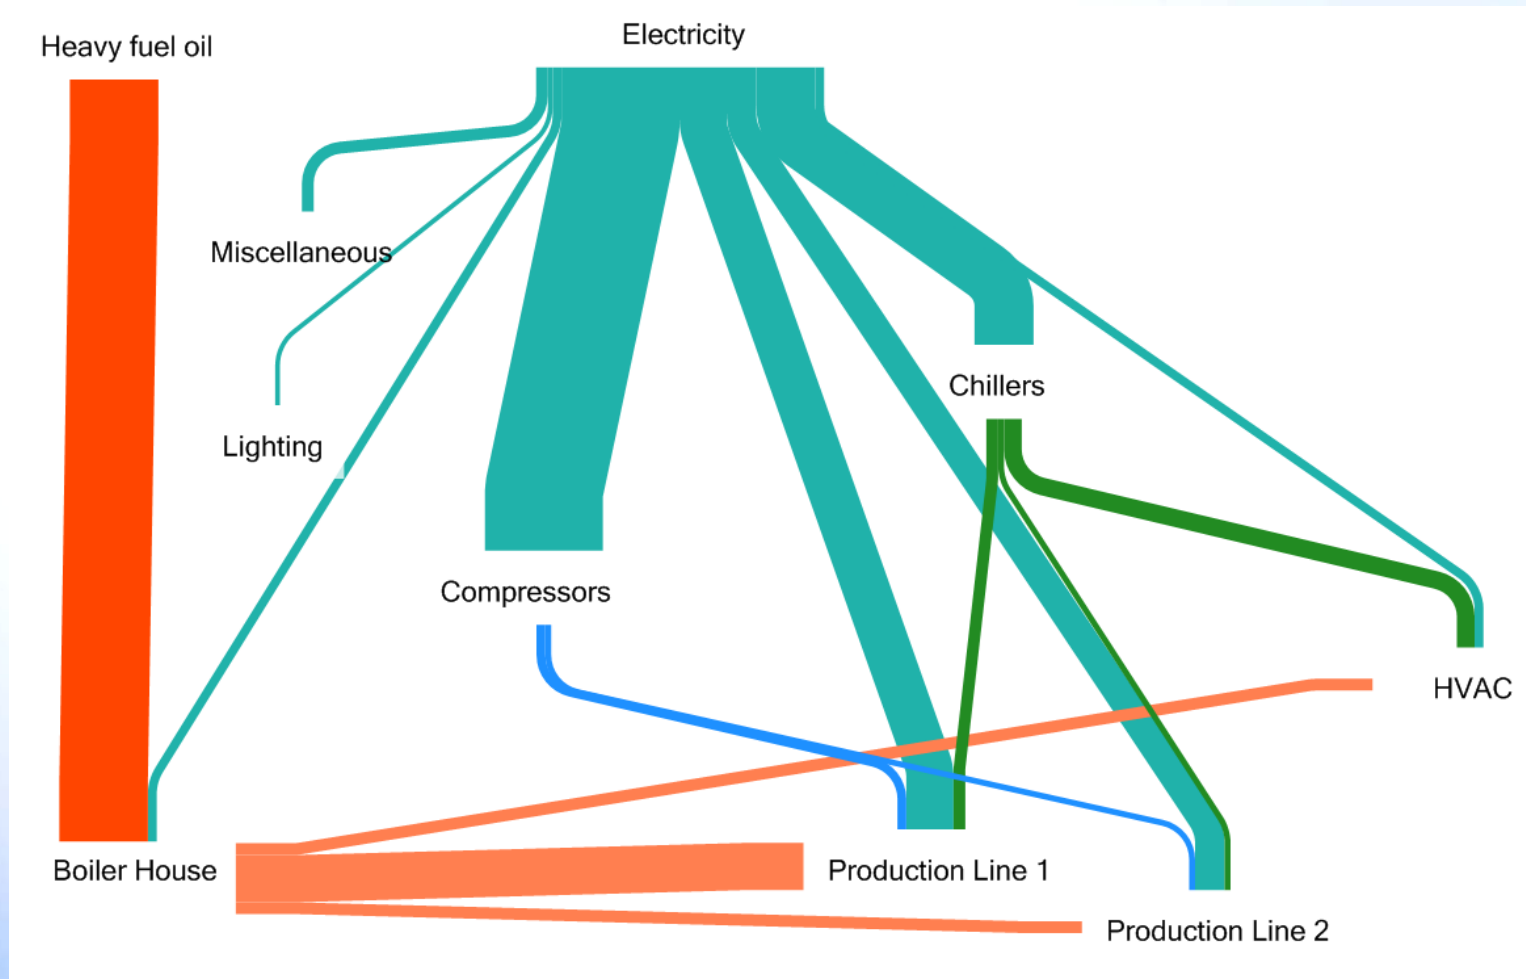 Heavy fuel oil
Electricity
Miscellaneous
Chillers
Lighting
Compressors
HVAC
Boiler House
Production Line 1
Production Line 2